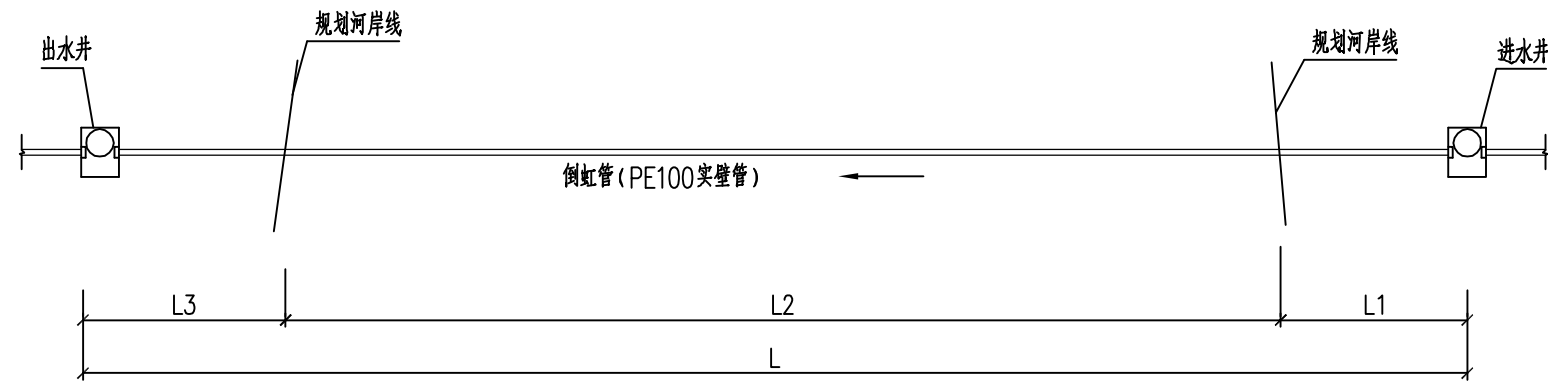 规划河岸线
出水井
规划河岸线
进水井
倒虹管(PE100实壁管)
L3
L2
L1
L